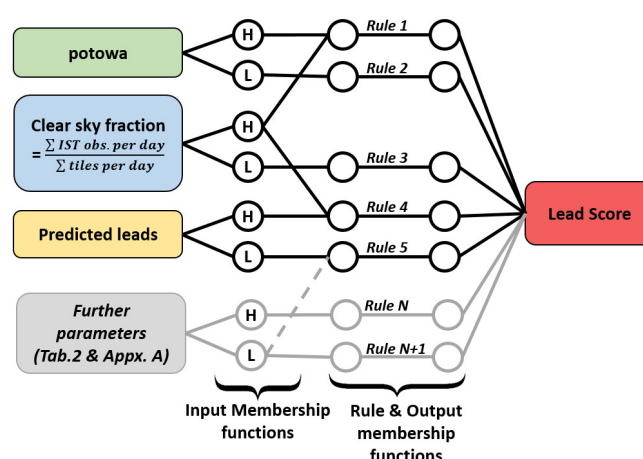 potowa
H
Rule 1
L
Rule 2
Clear sky fraction
= ∑ IST obs. per day / ∑ tiles per day
H
L
Rule 3
Predicted leads
H
Rule 4
L
Rule 5
Lead Score
Further
parameters
(Tab.2 & Appx. A)
H
Rule N
L
Rule N+1
Input Membership
functions
Rule & Output
membership
functions